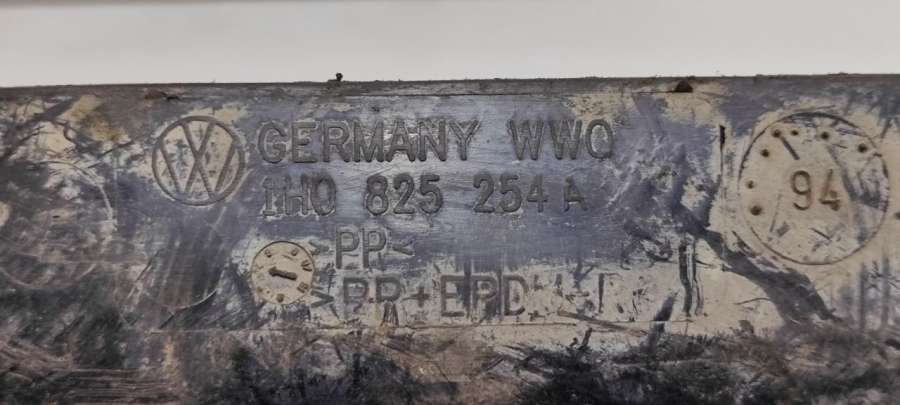 GERMANY WWO
1H0 825 254 A
>PP<
>PP+EPD
94